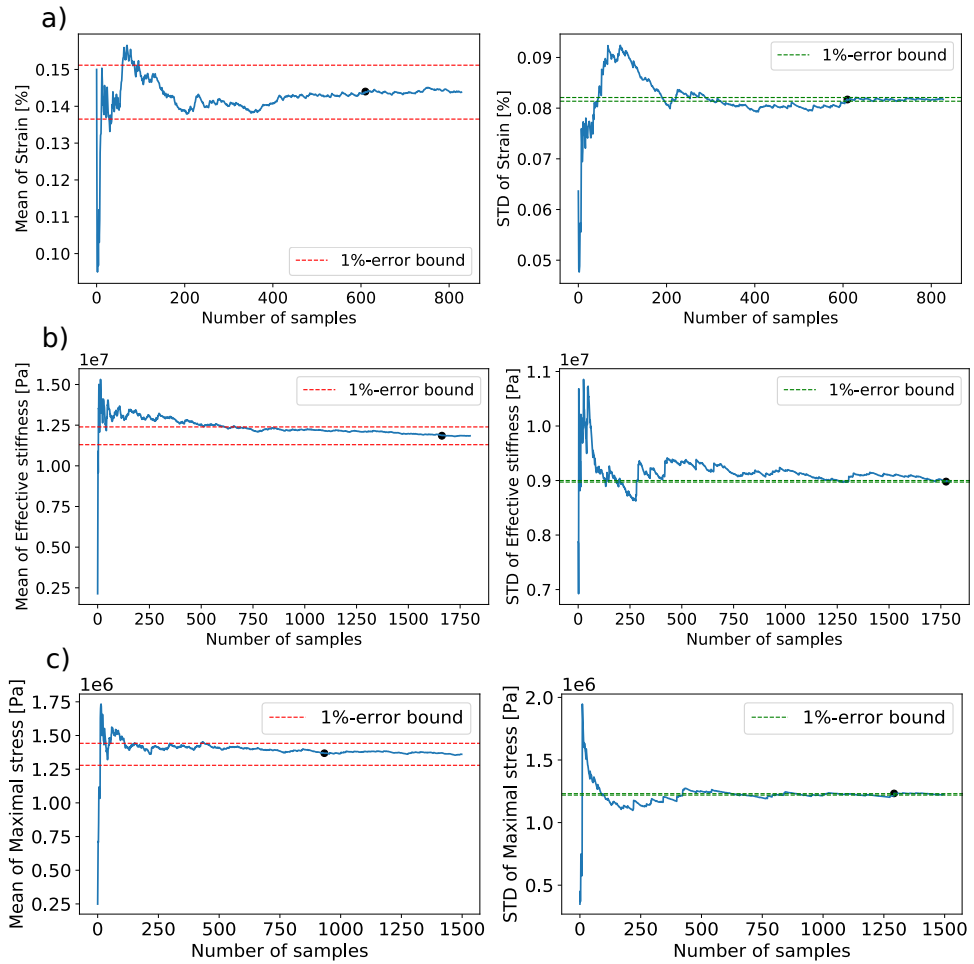 a)
0.15
0.14
0.13
0.12
0.11
0.10
Mean of Strain [%]
1%-error bound
0 200 400 600 800
Number of samples
0.09
0.08
0.07
0.06
0.05
STD of Strain [%]
1%-error bound
0 200 400 600 800
Number of samples
b)
1e7
1.50
1.25
1.00
0.75
0.50
0.25
Mean of Effective stiffness [Pa]
1%-error bound
0 250 500 750 1000 1250 1500 1750
Number of samples
1e7
1.1
1.0
0.9
0.8
0.7
STD of Effective stiffness [Pa]
1%-error bound
0 250 500 750 1000 1250 1500 1750
Number of samples
c)
1e6
1.75
1.50
1.25
1.00
0.75
0.50
0.25
Mean of Maximal stress [Pa]
1%-error bound
0 250 500 750 1000 1250 1500
Number of samples
1e6
2.0
1.5
1.0
0.5
STD of Maximal stress [Pa]
1%-error bound
0 250 500 750 1000 1250 1500
Number of samples